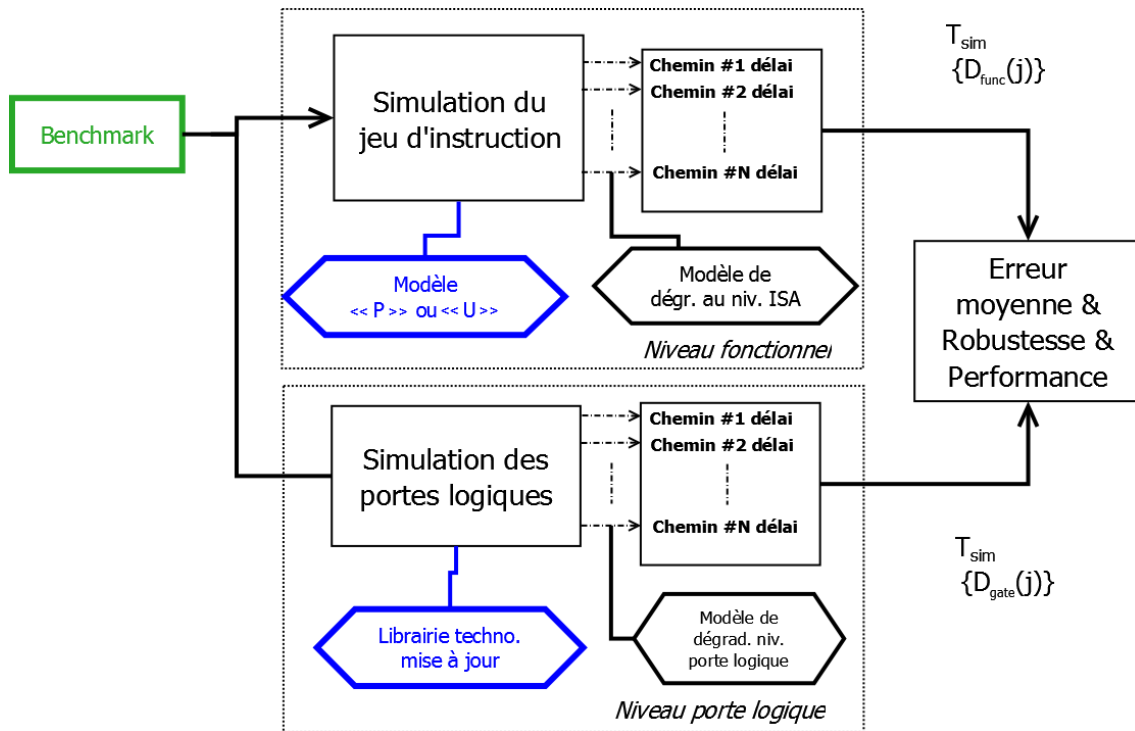 Benchmark
Simulation du
jeu d'instruction
Chemin #1 délai
Chemin #2 délai
Chemin #N délai
Modèle
<< P >> ou << U >>
Modèle de
dégr. au niv. ISA
Niveau fonctionnel
T_sim
{D_func(j)}
Erreur
moyenne &
Robustesse &
Performance
Simulation des
portes logiques
Chemin #1 délai
Chemin #2 délai
Chemin #N délai
Librairie techno.
mise à jour
Modèle de
dégrad. niv.
porte logique
Niveau porte logique
T_sim
{D_gate(j)}